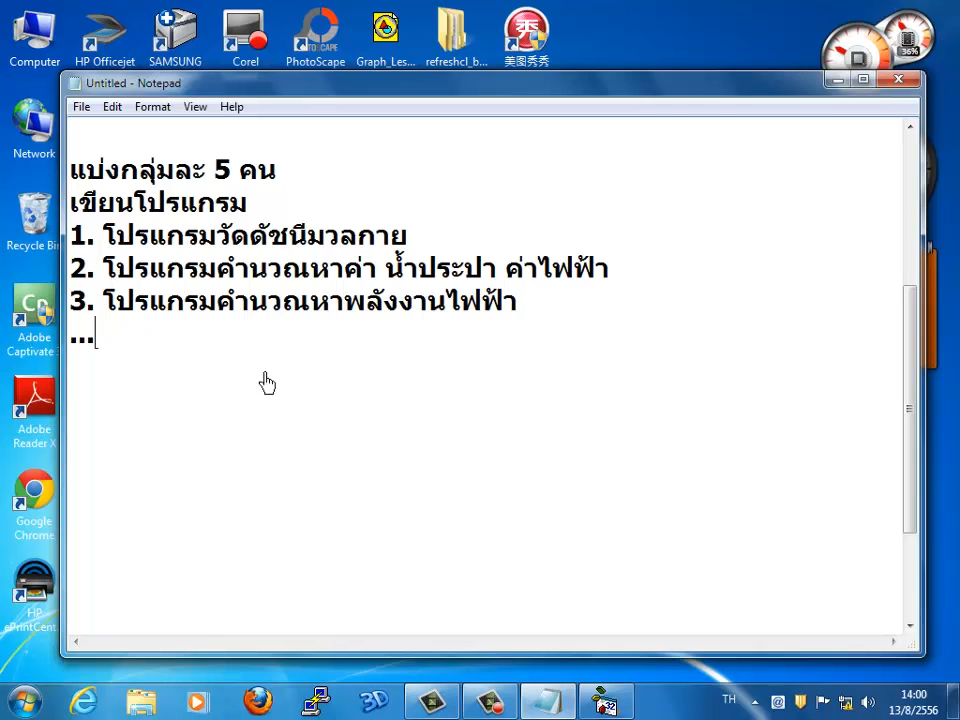 Computer
HP Officejet
SAMSUNG
Corel
PhotoScape
Graph_Les...
refreshcl_b...
美图秀秀
秀
36%
Untitled - Notepad
File Edit Format View Help
แบ่งกลุ่มละ 5 คน
เขียนโปรแกรม
1. โปรแกรมวัดดัชนีมวลกาย
2. โปรแกรมคำนวณหาค่า น้ำประปา ค่าไฟฟ้า
3. โปรแกรมคำนวณหาพลังงานไฟฟ้า
...
Network
Recycle Bin
Adobe
Captivate 3
Adobe
Reader X
Google
Chrome
HP
ePrintCent...
TH
14:00
13/8/2556